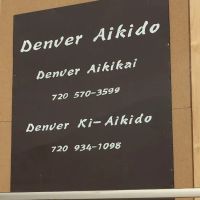 Denver Aikido
Denver Aikikai
720 570-3599
Denver Ki-Aikido
720 934-1098